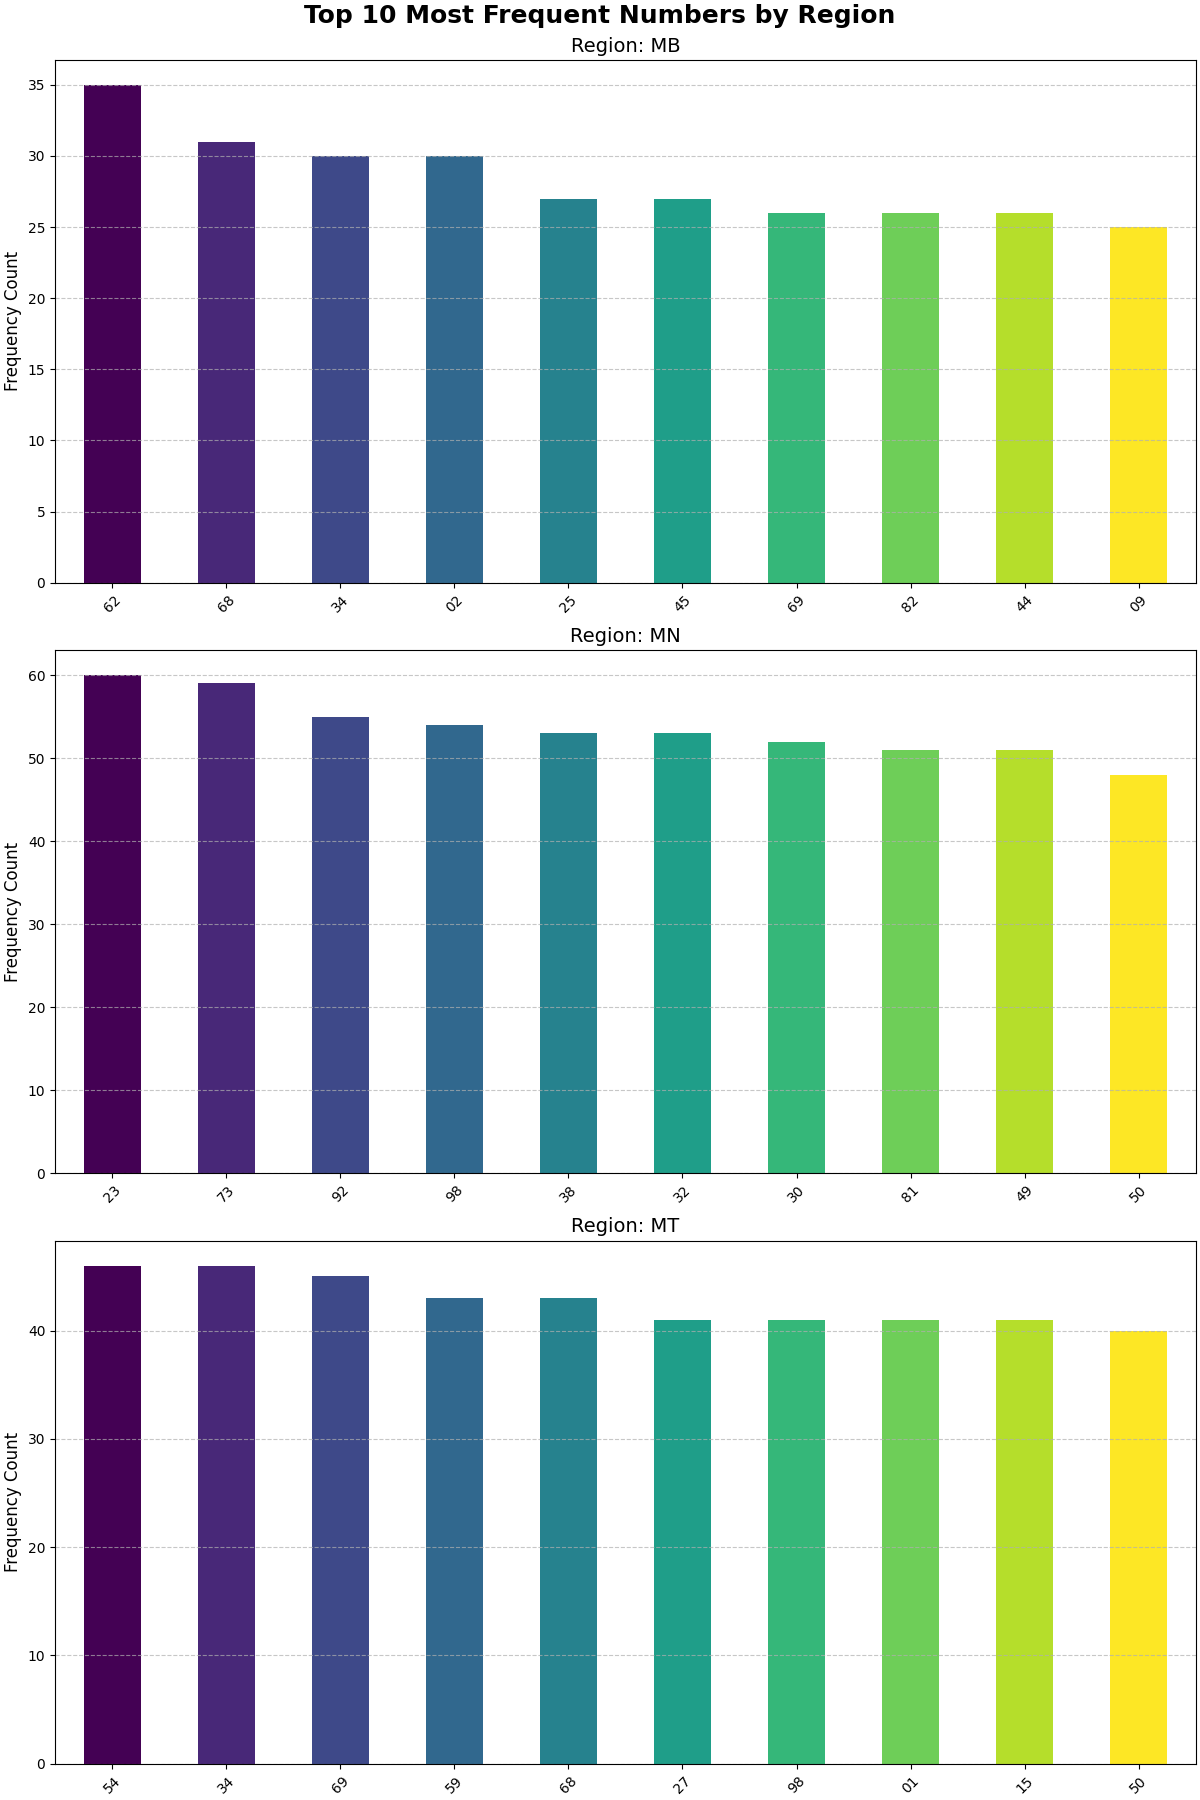 Top 10 Most Frequent Numbers by Region
Region: MB
Frequency Count
35
30
25
20
15
10
5
0
62 68 34 02 25 45 69 82 44 09
Region: MN
Frequency Count
60
50
40
30
20
10
0
23 73 92 98 38 32 30 81 49 50
Region: MT
Frequency Count
40
30
20
10
0
54 34 69 59 68 27 98 01 15 50